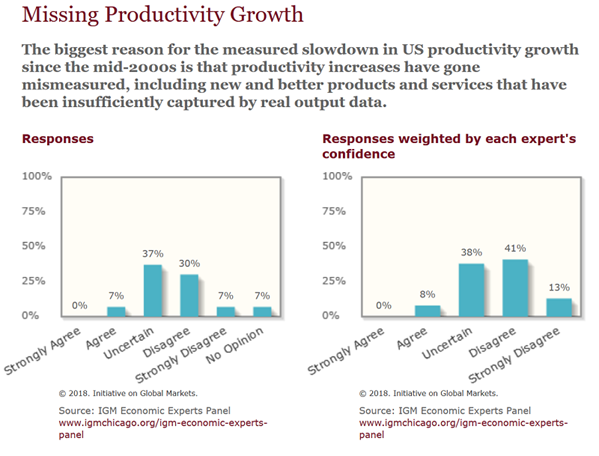 Missing Productivity Growth
The biggest reason for the measured slowdown in US productivity growth
since the mid-2000s is that productivity increases have gone
mismeasured, including new and better products and services that have
been insufficiently captured by real output data.
Responses
100%
75%
50%
25%
0%
0%
7%
37%
30%
7%
7%
Strongly Agree
Agree
Uncertain
Disagree
Strongly Disagree
No Opinion
© 2018. Initiative on Global Markets.
Source: IGM Economic Experts Panel
www.igmchicago.org/igm-economic-experts-
panel
Responses weighted by each expert's
confidence
100%
75%
50%
25%
0%
0%
8%
38%
41%
13%
Strongly Agree
Agree
Uncertain
Disagree
Strongly Disagree
© 2018. Initiative on Global Markets.
Source: IGM Economic Experts Panel
www.igmchicago.org/igm-economic-experts-
panel